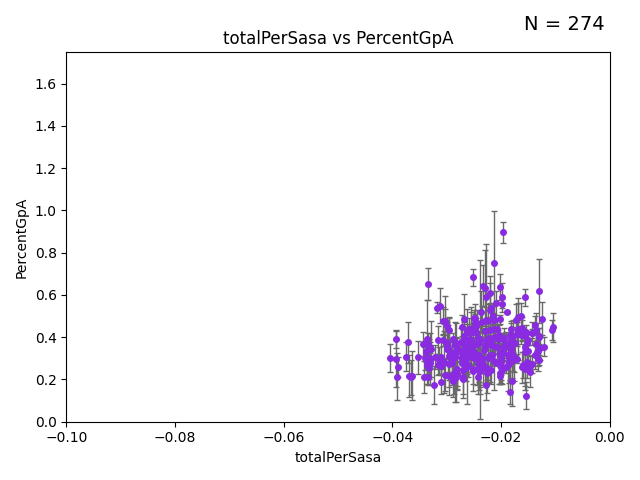 N = 274
totalPerSasa vs PercentGpA
PercentGpA
1.6
1.4
1.2
1.0
0.8
0.6
0.4
0.2
0.0
−0.10 −0.08 −0.06 −0.04 −0.02 0.00
totalPerSasa